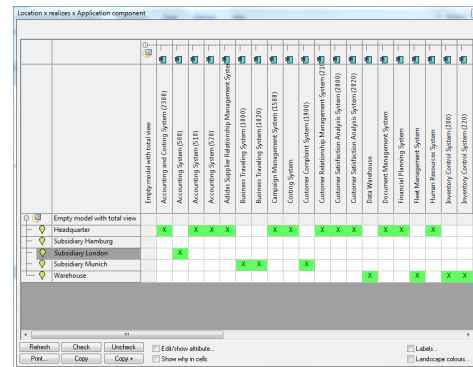 Location x realizes x Application component
Empty model with total view
Accounting and Costing System (2300)
Accounting System (500)
Accounting System (510)
Accounting System (520)
Adidas Supplier Relationship Management System
Business Traveling System (1800)
Business Traveling System (1820)
Campaign Management System (1500)
Costing System
Customer Complaint System (1900)
Customer Relationship Management System (2100
Customer Satisfaction Analysis System (2000)
Customer Satisfaction Analysis System (2020)
Data Warehouse
Document Management System
Financial Planning System
Fleet Management System
Human Resources System
Inventory Control System (200)
Inventory Control System (220)
Empty model with total view
Headquarter X X X X X X X X X
Subsidiary Hamburg
Subsidiary London X
Subsidiary Munich X X X
Warehouse X X X X
Refresh Check Uncheck Edit/show attribute... Labels...
Print... Copy Copy + Show why in cells Landscape colours...